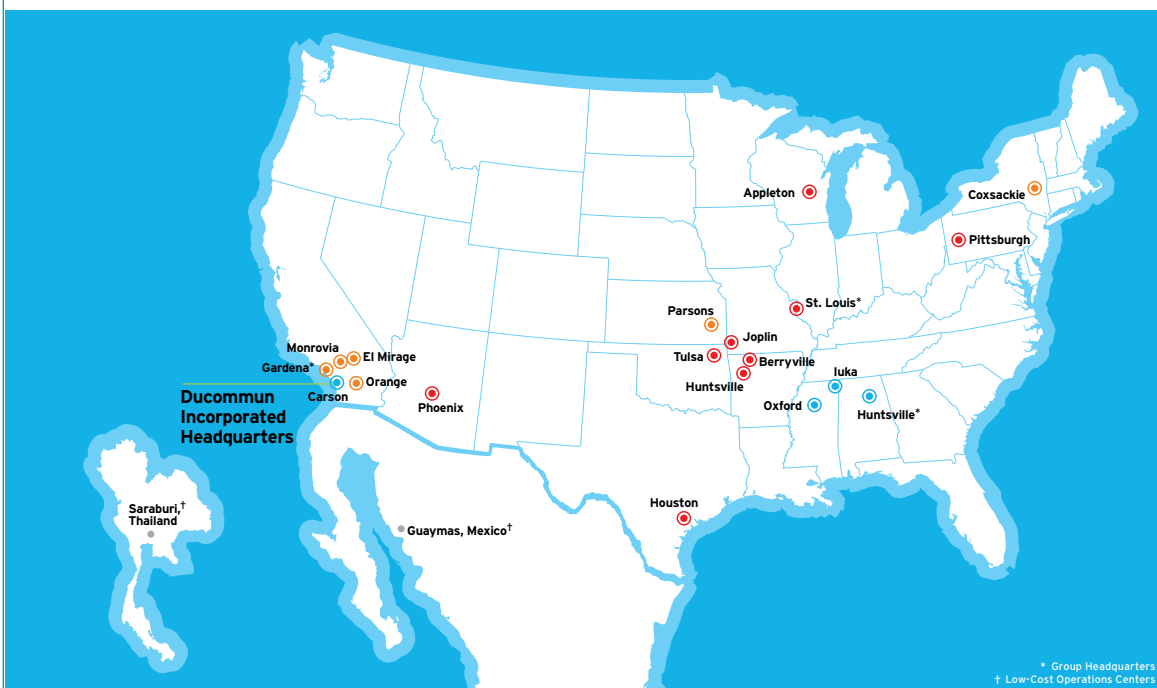 Appleton
Coxsackie
Pittsburgh
St. Louis*
Parsons
Joplin
Monrovia
El Mirage
Tulsa
Berryville
Gardena*
Iuka
Orange
Huntsville
Carson
Ducommun
Incorporated
Headquarters
Phoenix
Oxford
Huntsville*
Houston
Saraburi,†
Thailand
Guaymas, Mexico†
* Group Headquarters
† Low-Cost Operations Centers